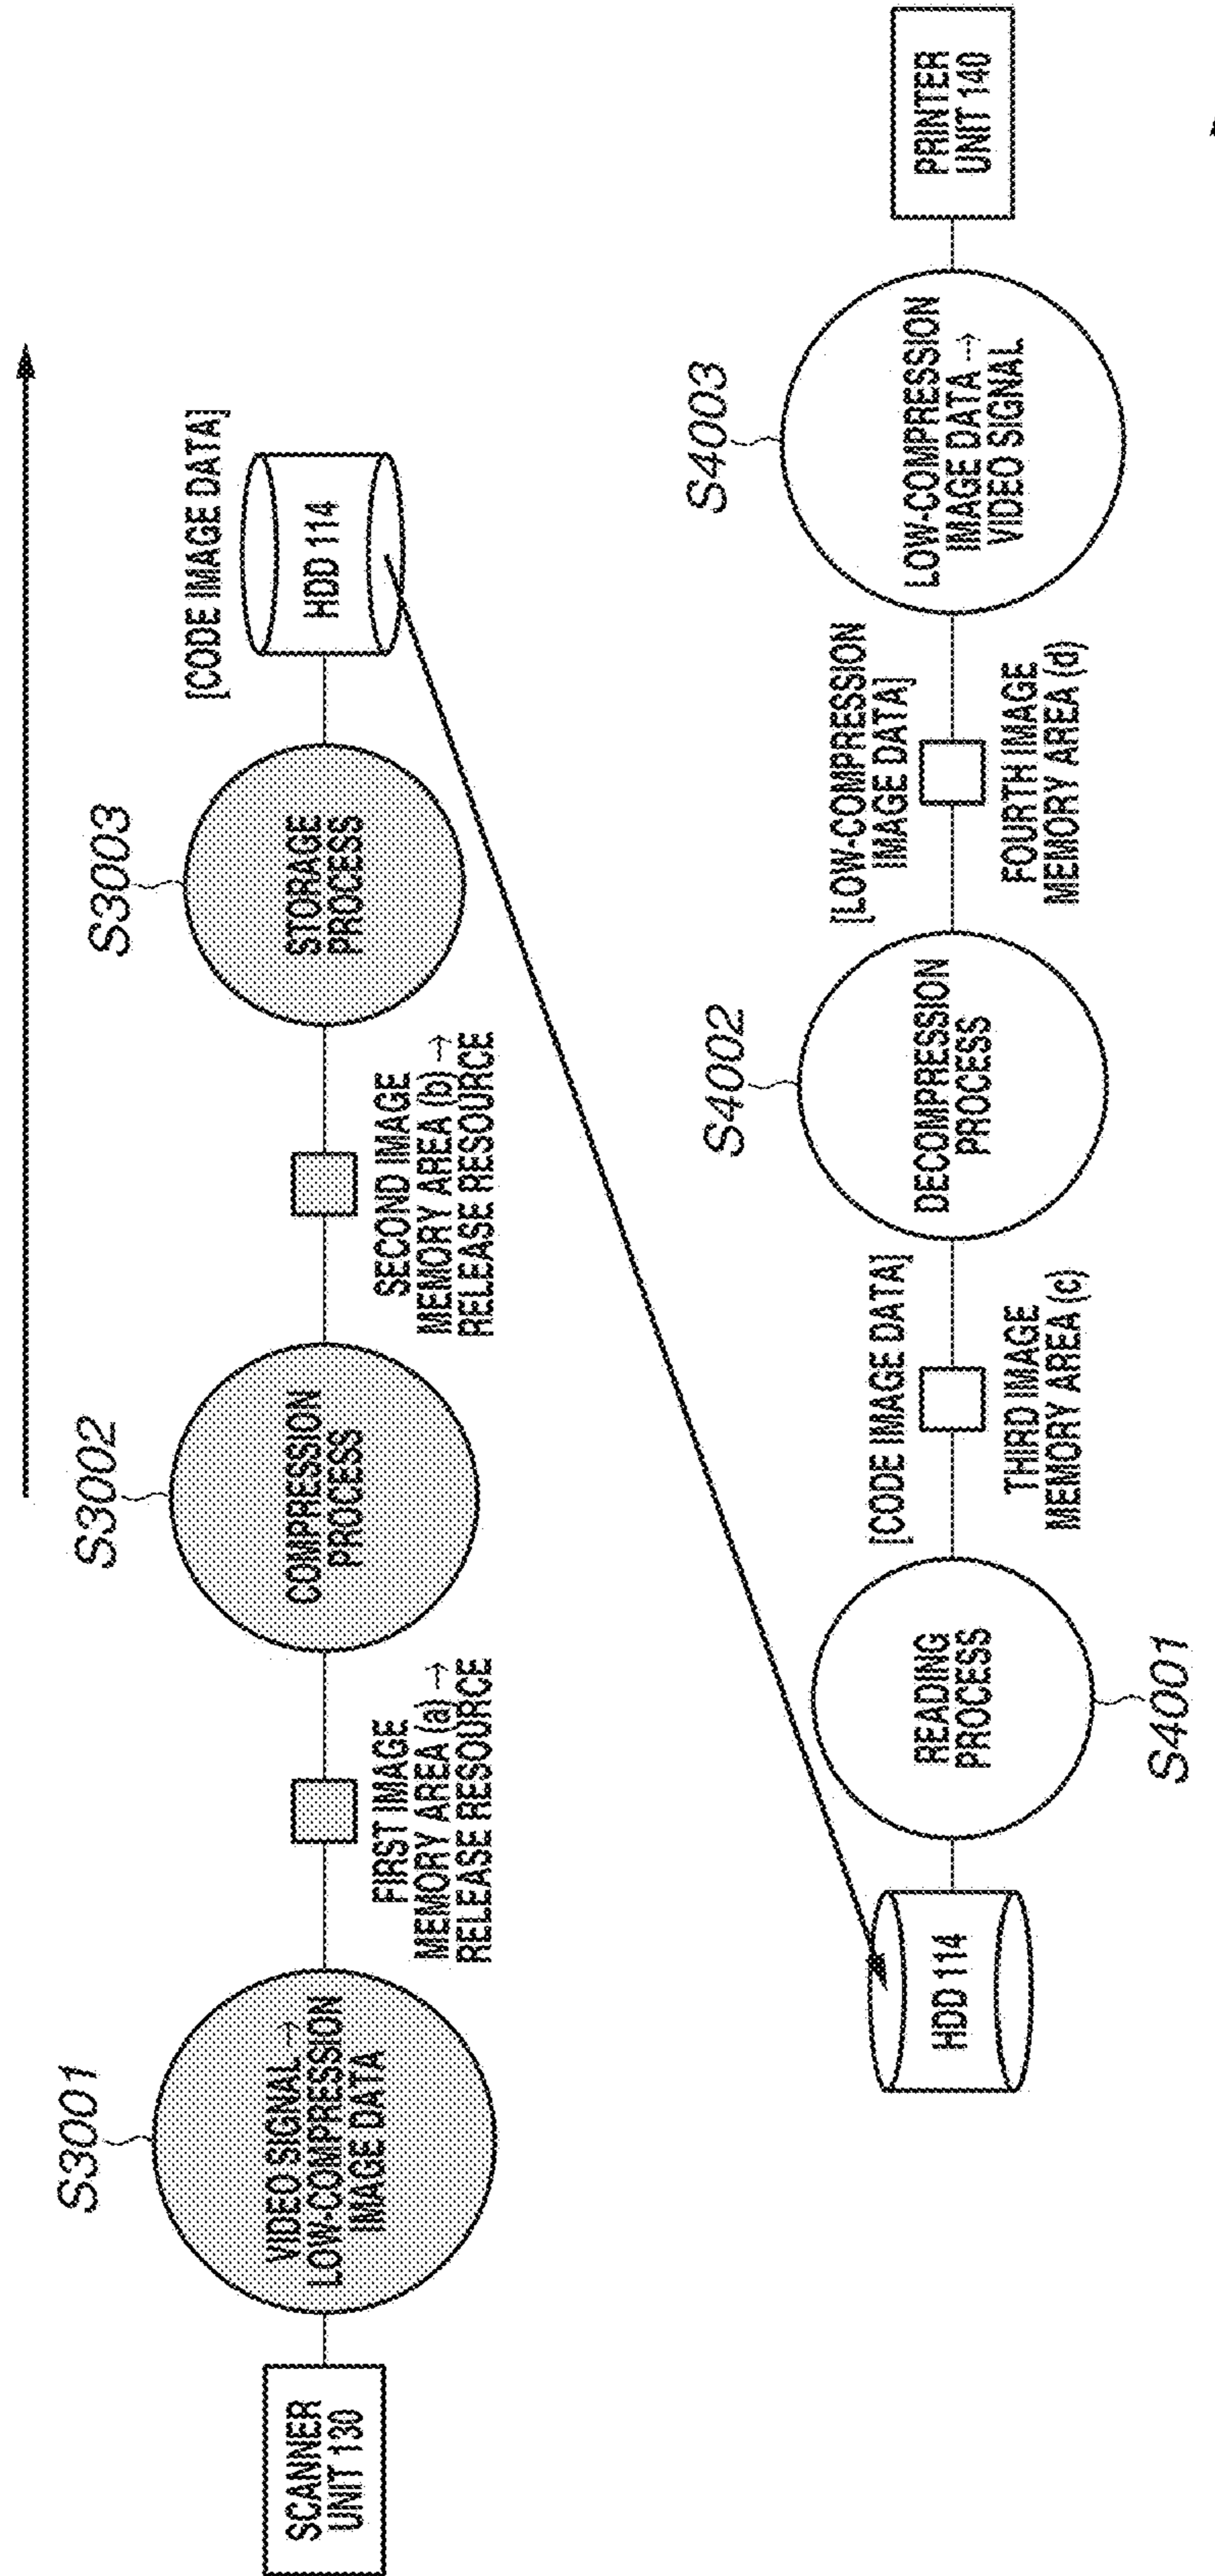 S3001
S3002
S3003
[CODE IMAGE DATA]
SCANNER
UNIT 130
VIDEO SIGNAL→
LOW-COMPRESSION
IMAGE DATA
FIRST IMAGE
MEMORY AREA (a)→
RELEASE RESOURCE
COMPRESSION
PROCESS
SECOND IMAGE
MEMORY AREA (b)→
RELEASE RESOURCE
STORAGE
PROCESS
HDD 114
HDD 114
READING
PROCESS
S4001
[CODE IMAGE DATA]
THIRD IMAGE
MEMORY AREA (c)
S4002
DECOMPRESSION
PROCESS
[LOW-COMPRESSION
IMAGE DATA]
FOURTH IMAGE
MEMORY AREA (d)
S4003
LOW-COMPRESSION
IMAGE DATA→
VIDEO SIGNAL
PRINTER
UNIT 140